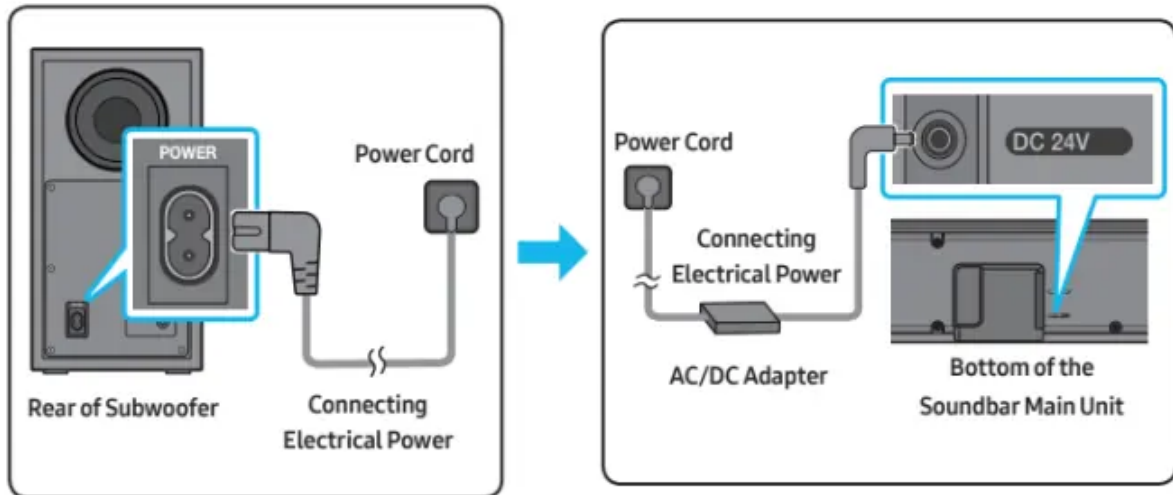 POWER
Power Cord
Rear of Subwoofer
Connecting
Electrical Power
Power Cord
DC 24V
Connecting
Electrical Power
AC/DC Adapter
Bottom of the
Soundbar Main Unit